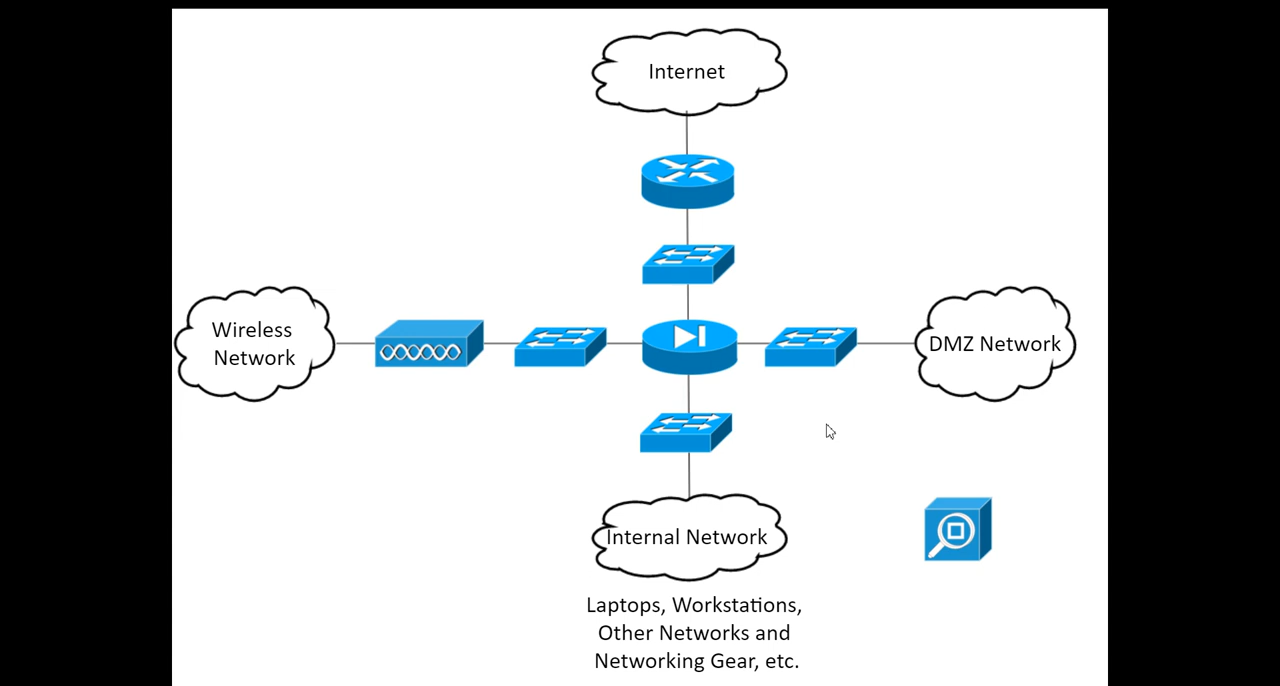 Internet
Wireless
Network
DMZ Network
Internal Network
Laptops, Workstations,
Other Networks and
Networking Gear, etc.